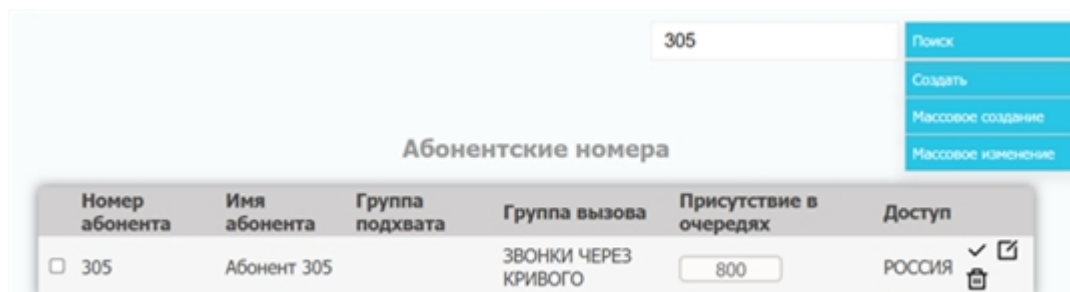 305
Поиск
Создать
Массовое создание
Массовое изменение
Абонентские номера
Номер абонента
Имя абонента
Группа подхвата
Группа вызова
Присутствие в очередях
Доступ
305
Абонент 305
ЗВОНКИ ЧЕРЕЗ КРИВОГО
800
РОССИЯ